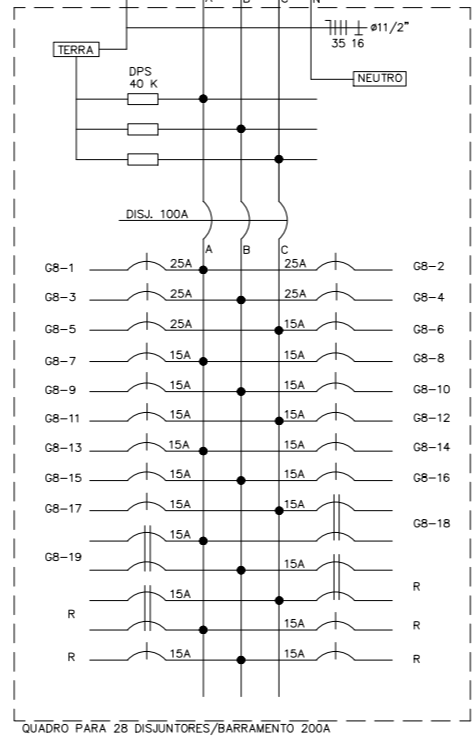 A B C N
ø11/2"
35 16
TERRA
DPS
40 K
NEUTRO
DISJ. 100A
A B C
G8-1 25A 25A G8-2
G8-3 25A 25A G8-4
G8-5 25A 15A G8-6
G8-7 15A 15A G8-8
G8-9 15A 15A G8-10
G8-11 15A 15A G8-12
G8-13 15A 15A G8-14
G8-15 15A 15A G8-16
G8-17 15A 15A
G8-18
15A
G8-19
15A
R
15A
R
15A R
R 15A 15A R
QUADRO PARA 28 DISJUNTORES/BARRAMENTO 200A